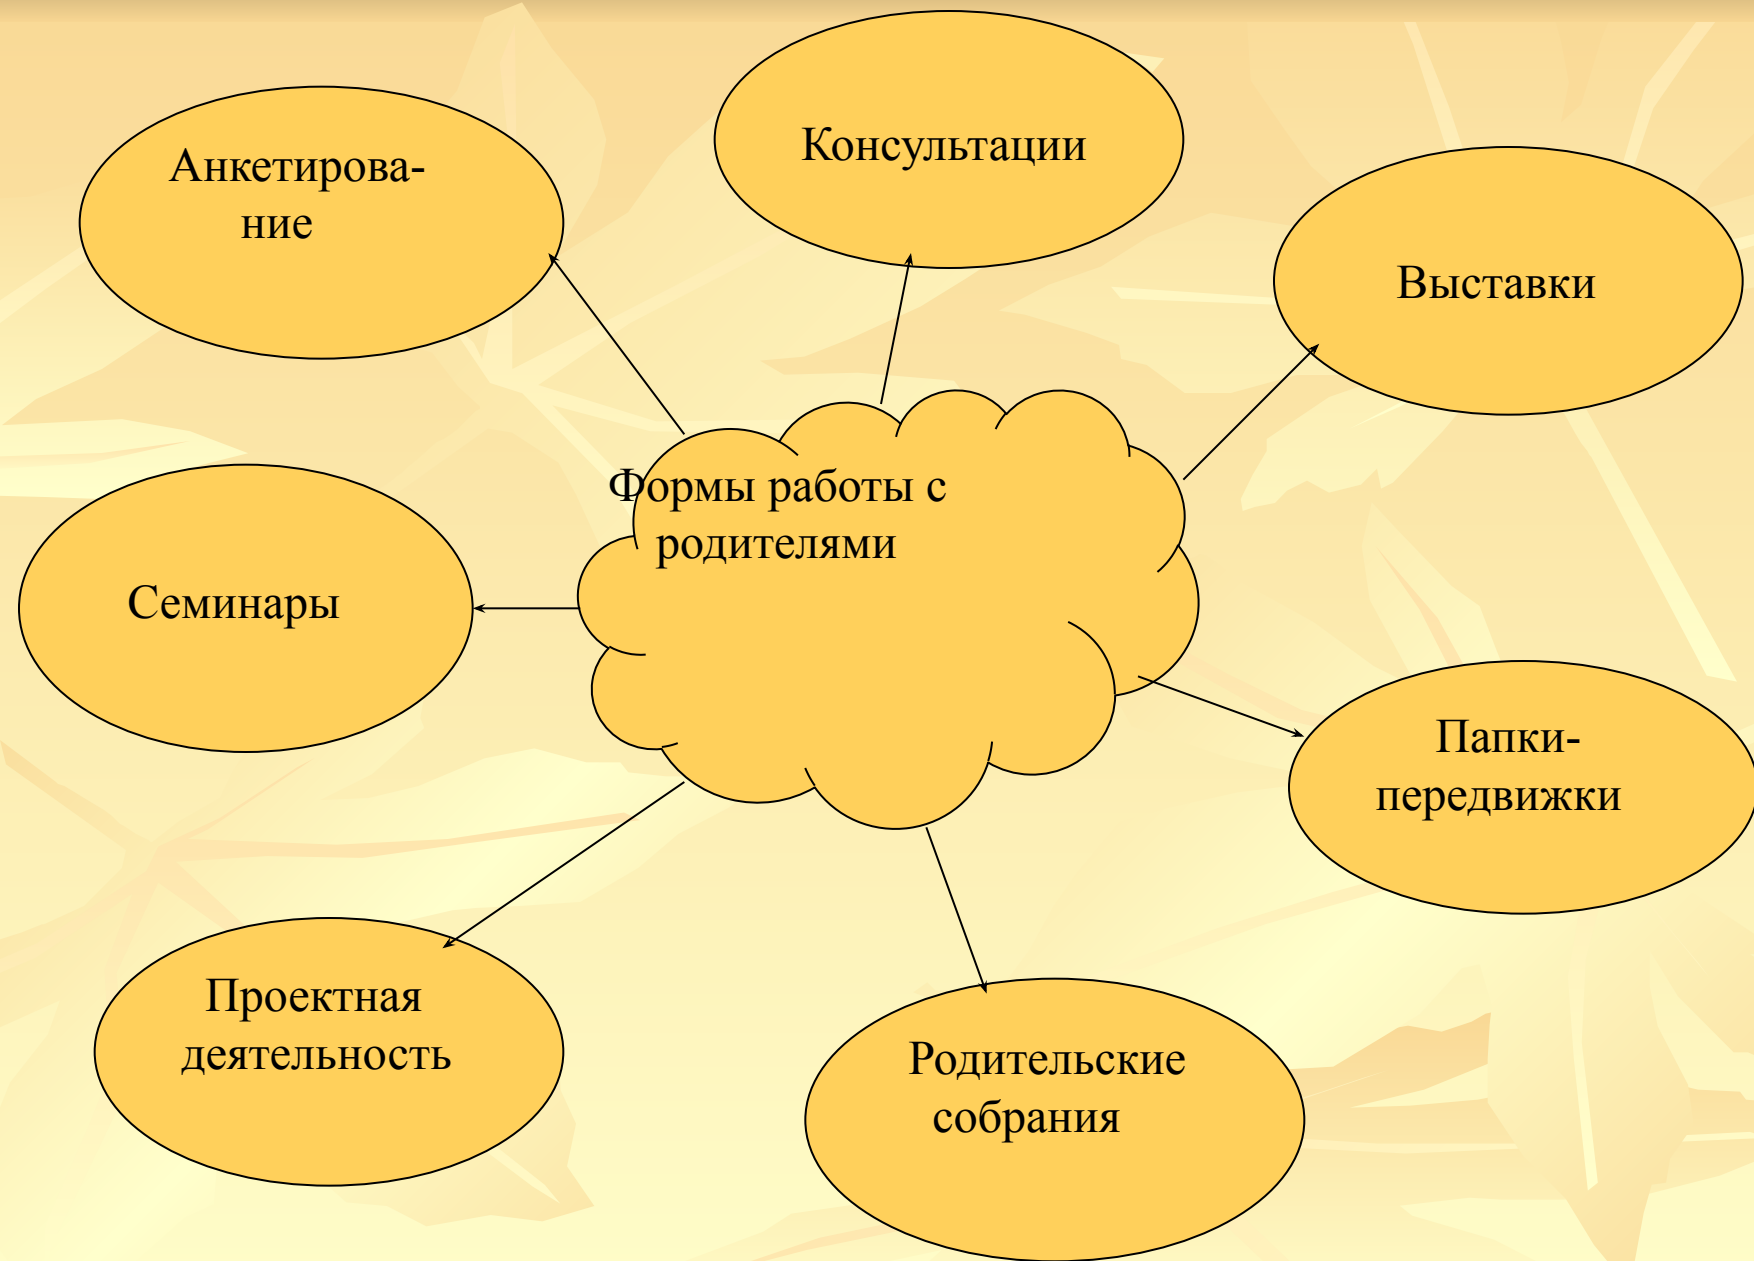 Консультации
Анкетирова-
ние
Выставки
Формы работы с
родителями
Семинары
Папки-
передвижки
Проектная
деятельность
Родительские
собрания